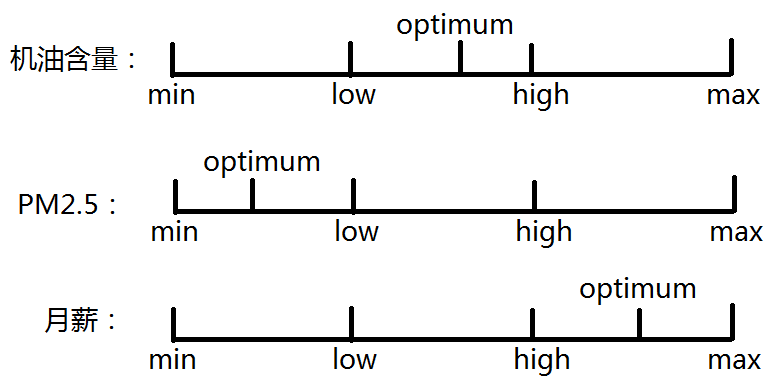 optimum
机油含量：
min low high max
optimum
PM2.5：
min low high max
optimum
月薪：
min low high max